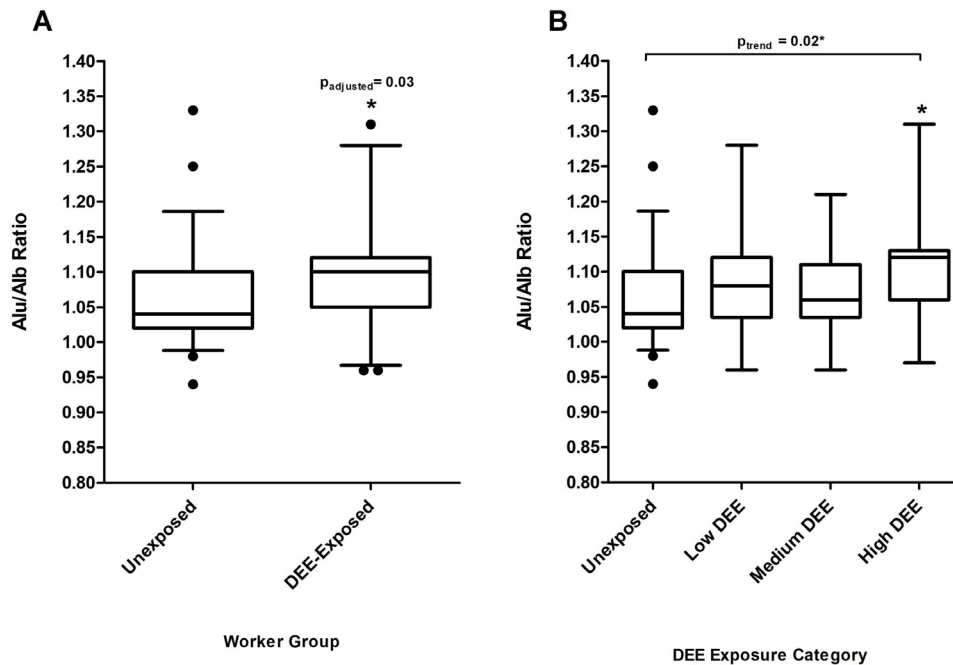 A
p adjusted = 0.03
*
1.40
1.35
1.30
1.25
1.20
1.15
1.10
1.05
1.00
0.95
0.90
0.85
0.80
Alu/Alb Ratio
Unexposed
DEE-Exposed
Worker Group
B
p trend = 0.02*
*
1.40
1.35
1.30
1.25
1.20
1.15
1.10
1.05
1.00
0.95
0.90
0.85
0.80
Alu/Alb Ratio
Unexposed
Low DEE
Medium DEE
High DEE
DEE Exposure Category